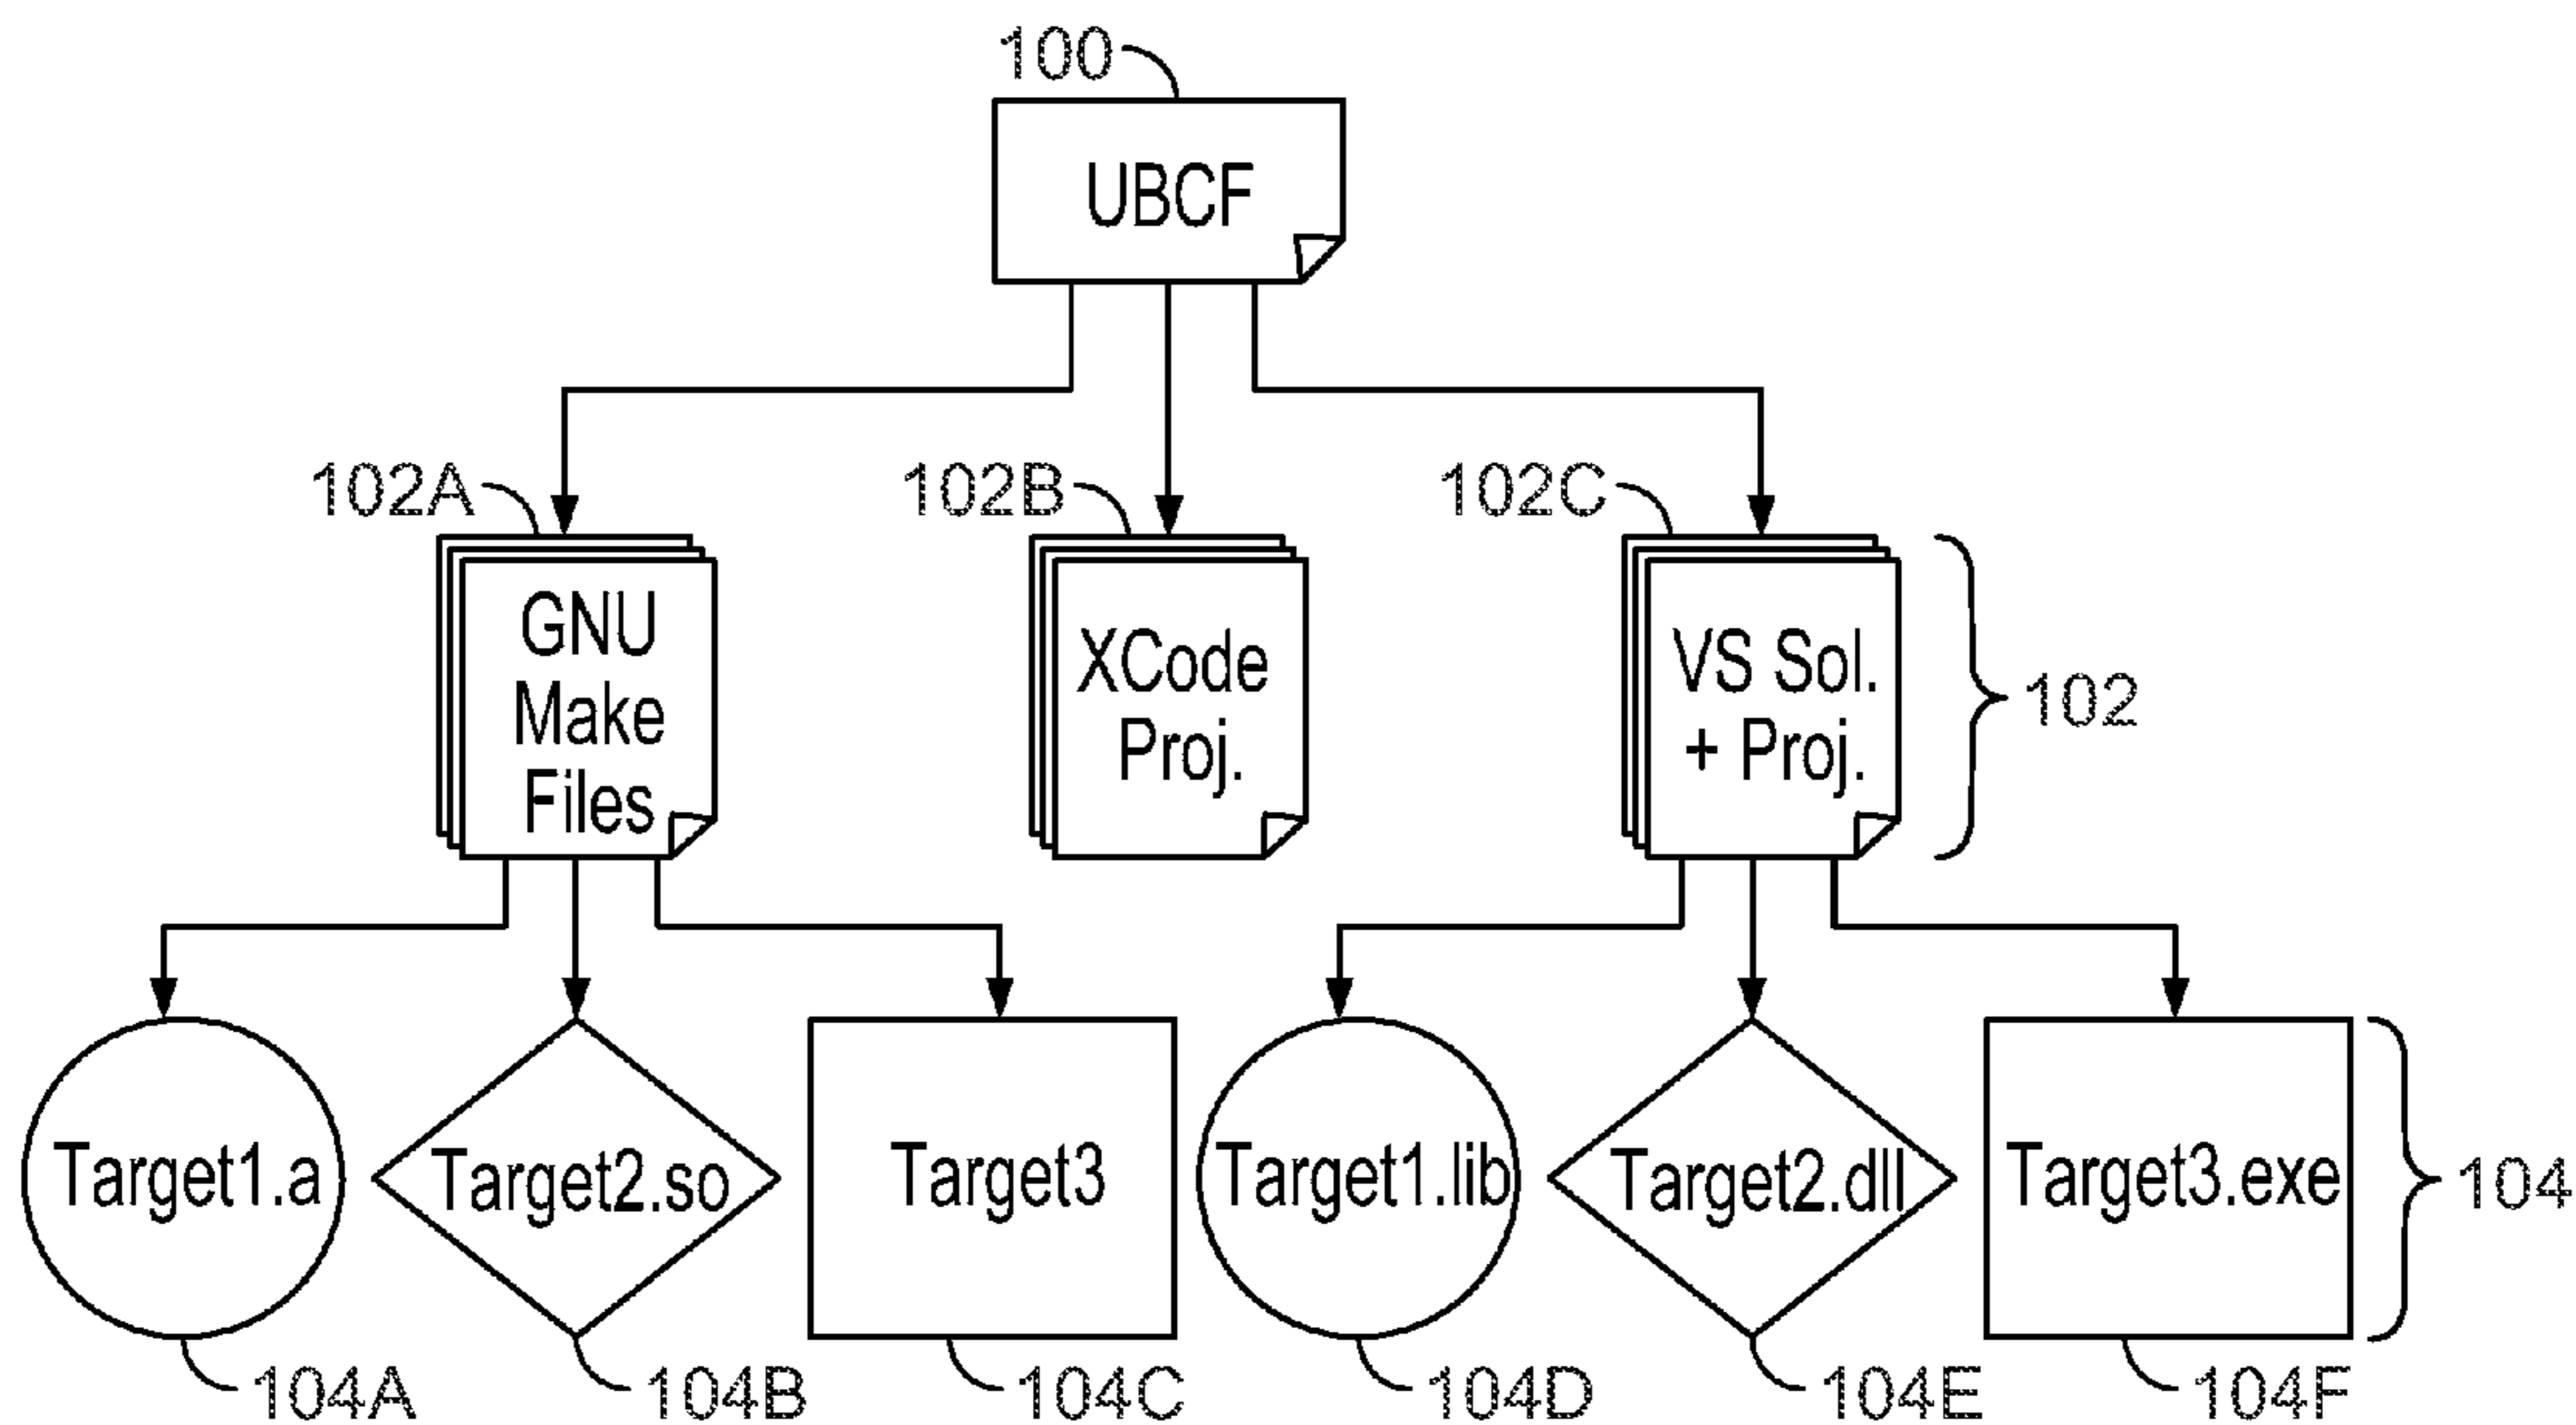 100
UBCF
102A
102B
102C
GNU
Make
Files
XCode
Proj.
VS Sol.
+ Proj.
102
Target1.a
Target2.so
Target3
Target1.lib
Target2.dll
Target3.exe
104
104A
104B
104C
104D
104E
104F